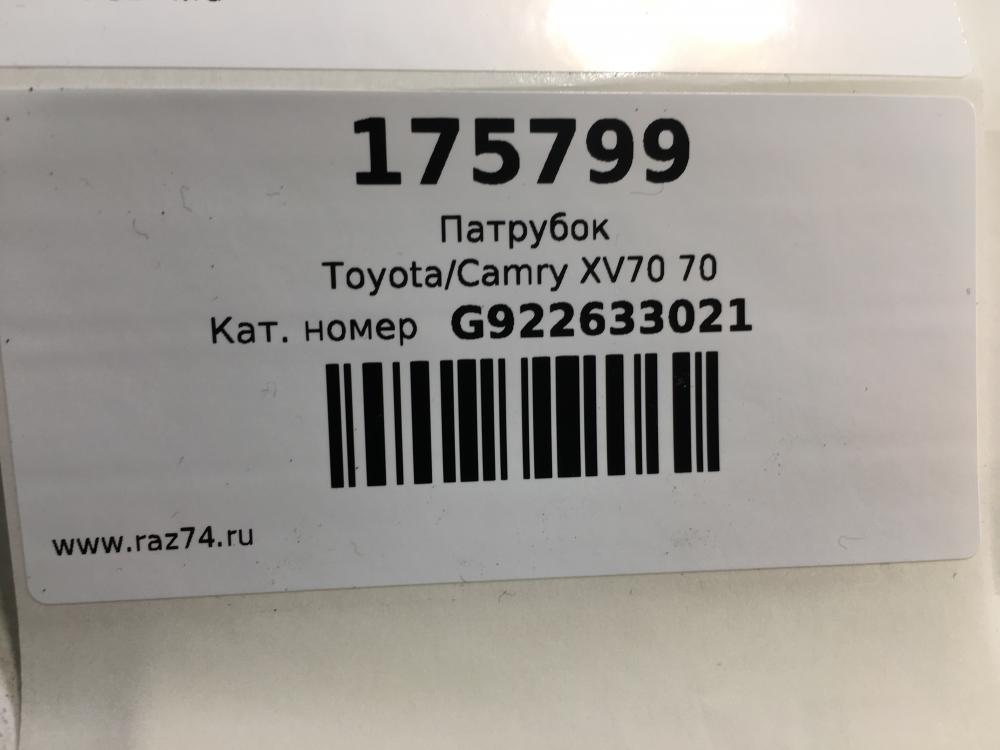 175799
Патрубок
Toyota/Camry XV70 70
Кат. номер G922633021
www.raz74.ru